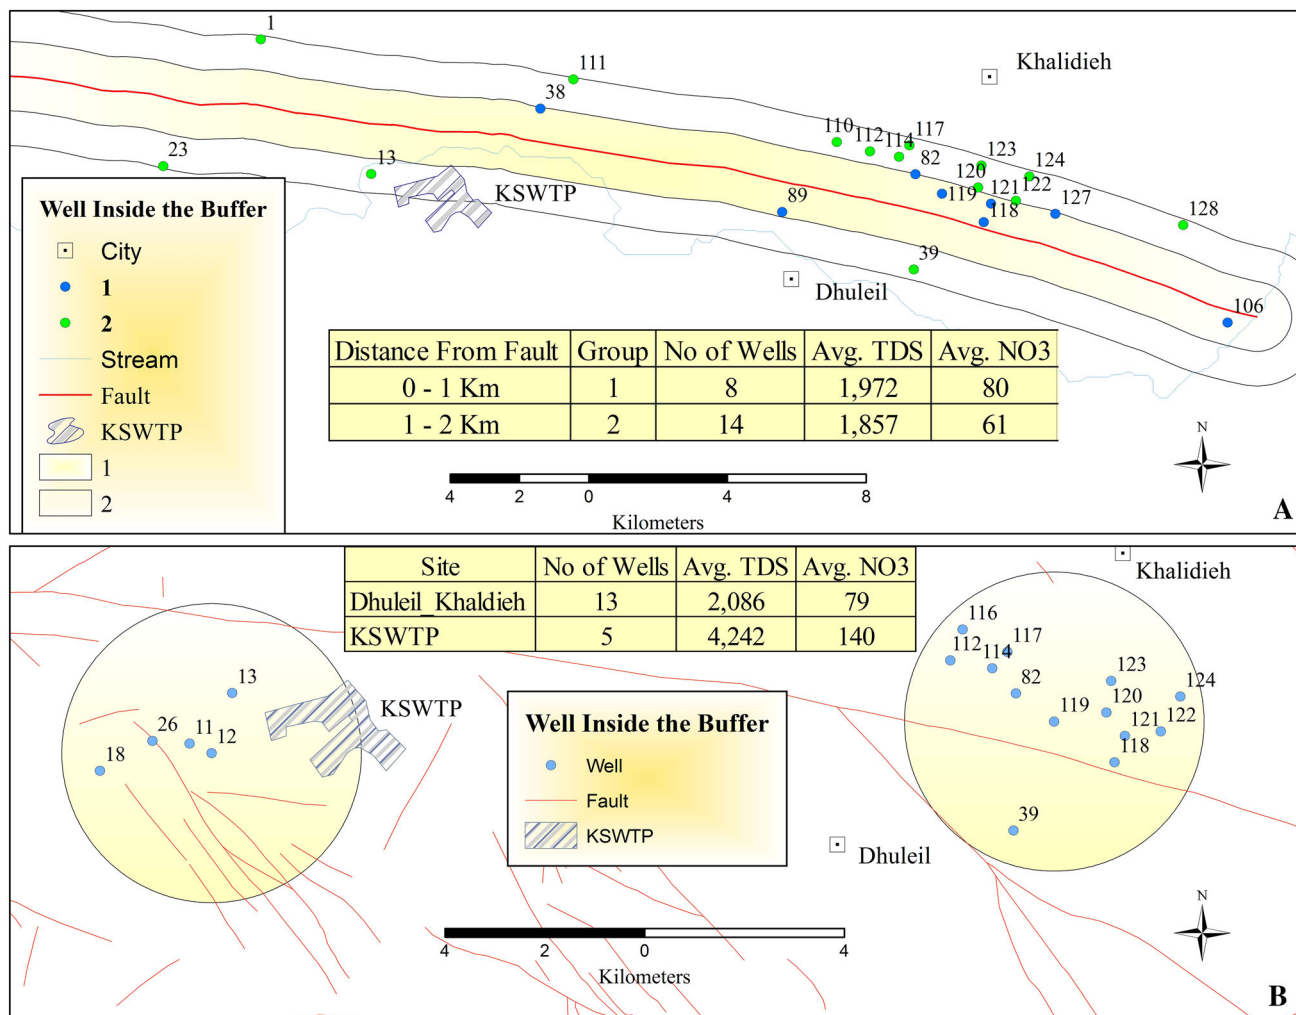 1
111
Khalidieh
38
110
112
114
117
123
124
23
13
82
120
KSWTP
119
121
122
127
89
118
128
39
Dhuleil
106
Well Inside the Buffer
City
1
2
Stream
Fault
KSWTP
1
2
Distance From Fault Group No of Wells Avg. TDS Avg. NO3
0 - 1 Km 1 8 1,972 80
1 - 2 Km 2 14 1,857 61
4 2 0 4 8
Kilometers
N
A
Site No of Wells Avg. TDS Avg. NO3
Dhuleil_Khaldieh 13 2,086 79
KSWTP 5 4,242 140
Khalidieh
116
117
112
114
13
82
123
124
KSWTP
119
120
121
122
26
11
12
18
118
39
Well Inside the Buffer
Well
Fault
KSWTP
Dhuleil
4 2 0 4
Kilometers
N
B